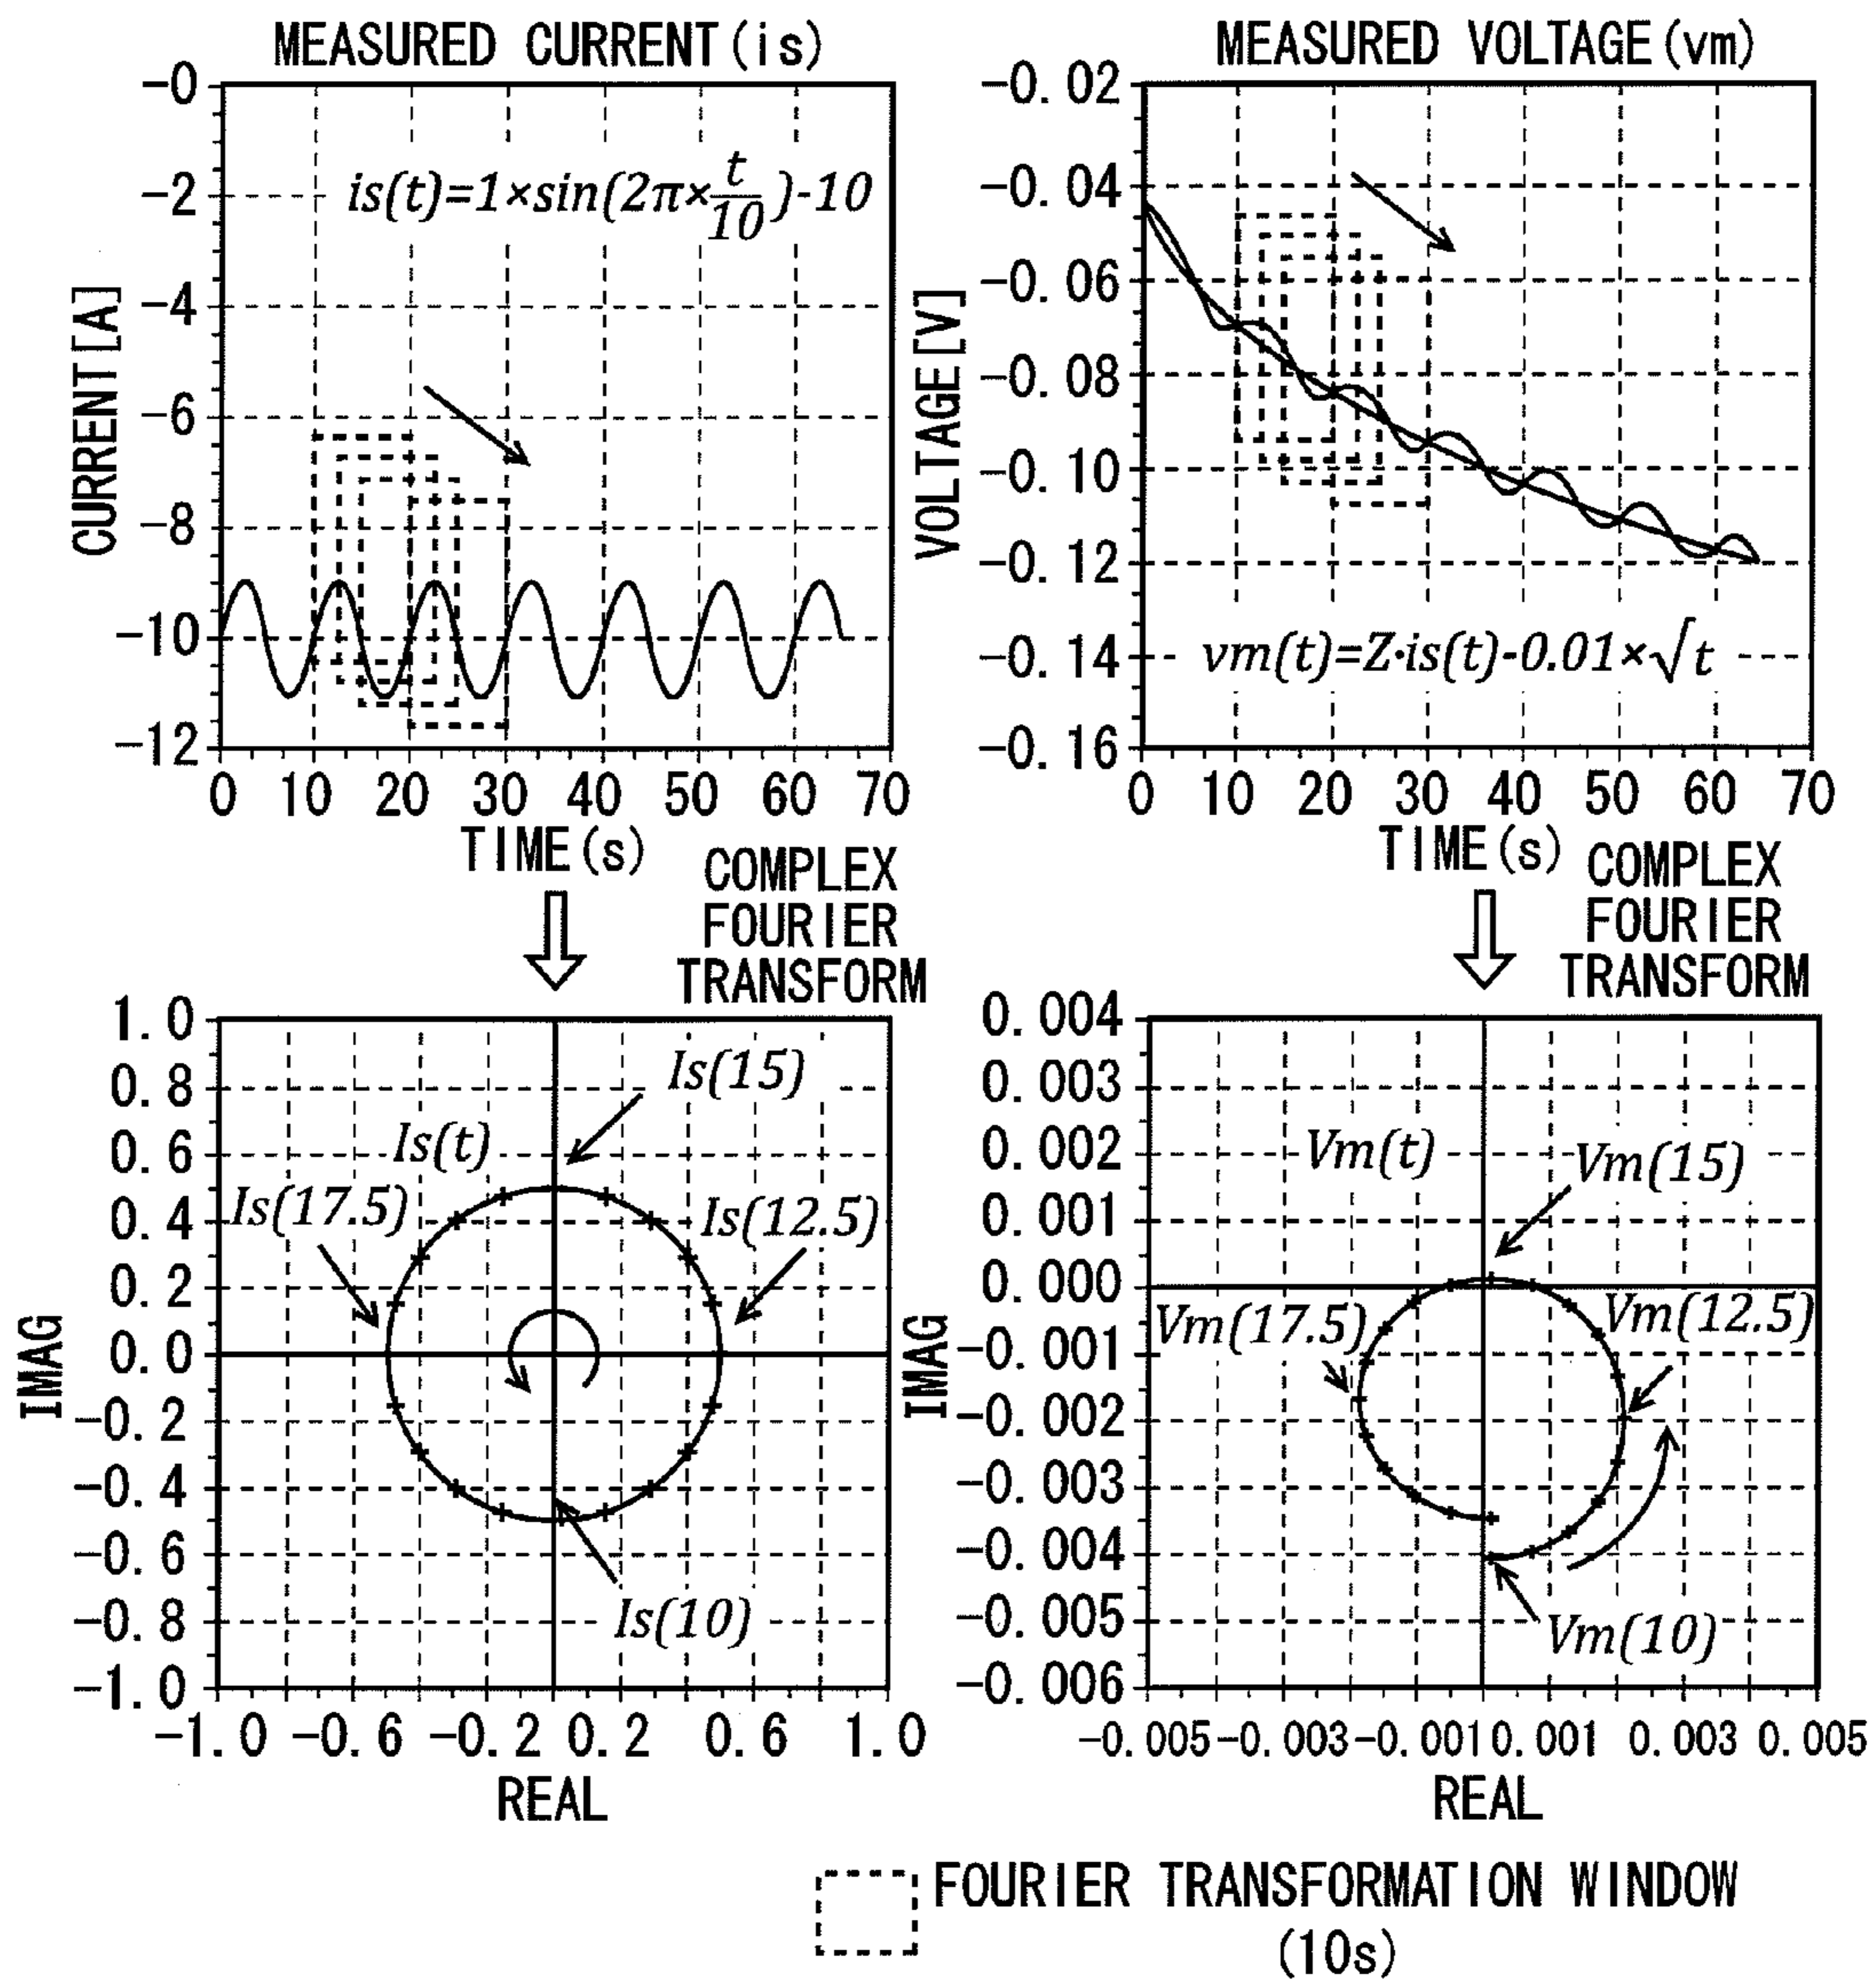 MEASURED CURRENT(is)
-0
-2
-4
-6
-8
-10
-12
CURRENT[A]
is(t)=1×sin(2π×t/10)-10
0 10 20 30 40 50 60 70
TIME(s)
MEASURED VOLTAGE(vm)
-0.02
-0.04
-0.06
-0.08
-0.10
-0.12
-0.14
-0.16
VOLTAGE[V]
vm(t)=Z·is(t)-0.01×√t
0 10 20 30 40 50 60 70
TIME(s)
COMPLEX
FOURIER
TRANSFORM
COMPLEX
FOURIER
TRANSFORM
1.0
0.8
0.6
0.4
0.2
0.0
-0.2
-0.4
-0.6
-0.8
-1.0
IMAG
Is(15)
Is(t)
Is(17.5)
Is(12.5)
Is(10)
-1.0 -0.6 -0.2 0.2 0.6 1.0
REAL
0.004
0.003
0.002
0.001
0.000
-0.001
-0.002
-0.003
-0.004
-0.005
-0.006
IMAG
Vm(t)
Vm(15)
Vm(17.5)
Vm(12.5)
Vm(10)
-0.005 -0.003 -0.001 0.001 0.003 0.005
REAL
FOURIER TRANSFORMATION WINDOW
(10s)